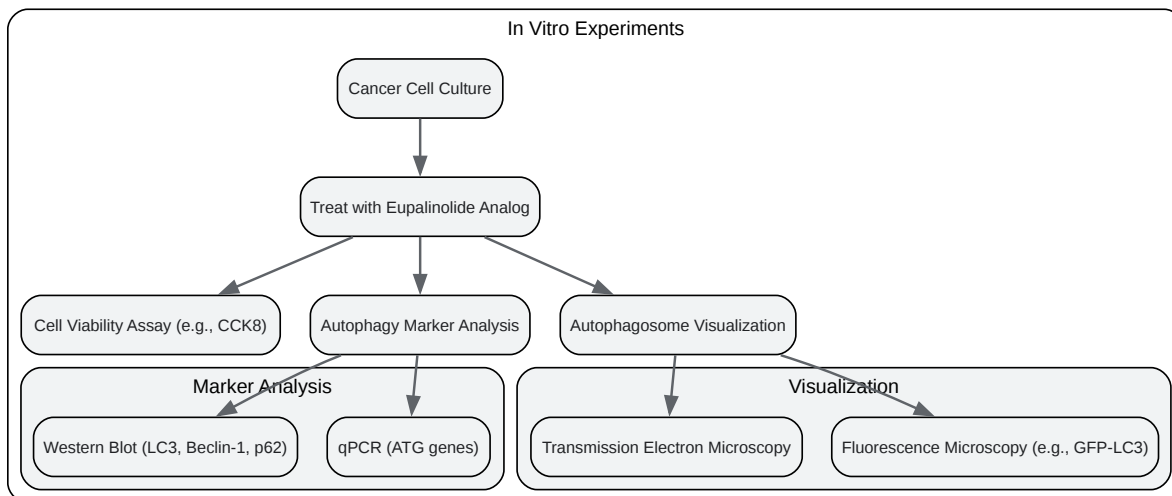 In Vitro Experiments
Cancer Cell Culture
Treat with Eupalinolide Analog
Cell Viability Assay (e.g., CCK8)
Autophagy Marker Analysis
Autophagosome Visualization
Marker Analysis
Visualization
Western Blot (LC3, Beclin-1, p62)
qPCR (ATG genes)
Transmission Electron Microscopy
Fluorescence Microscopy (e.g., GFP-LC3)